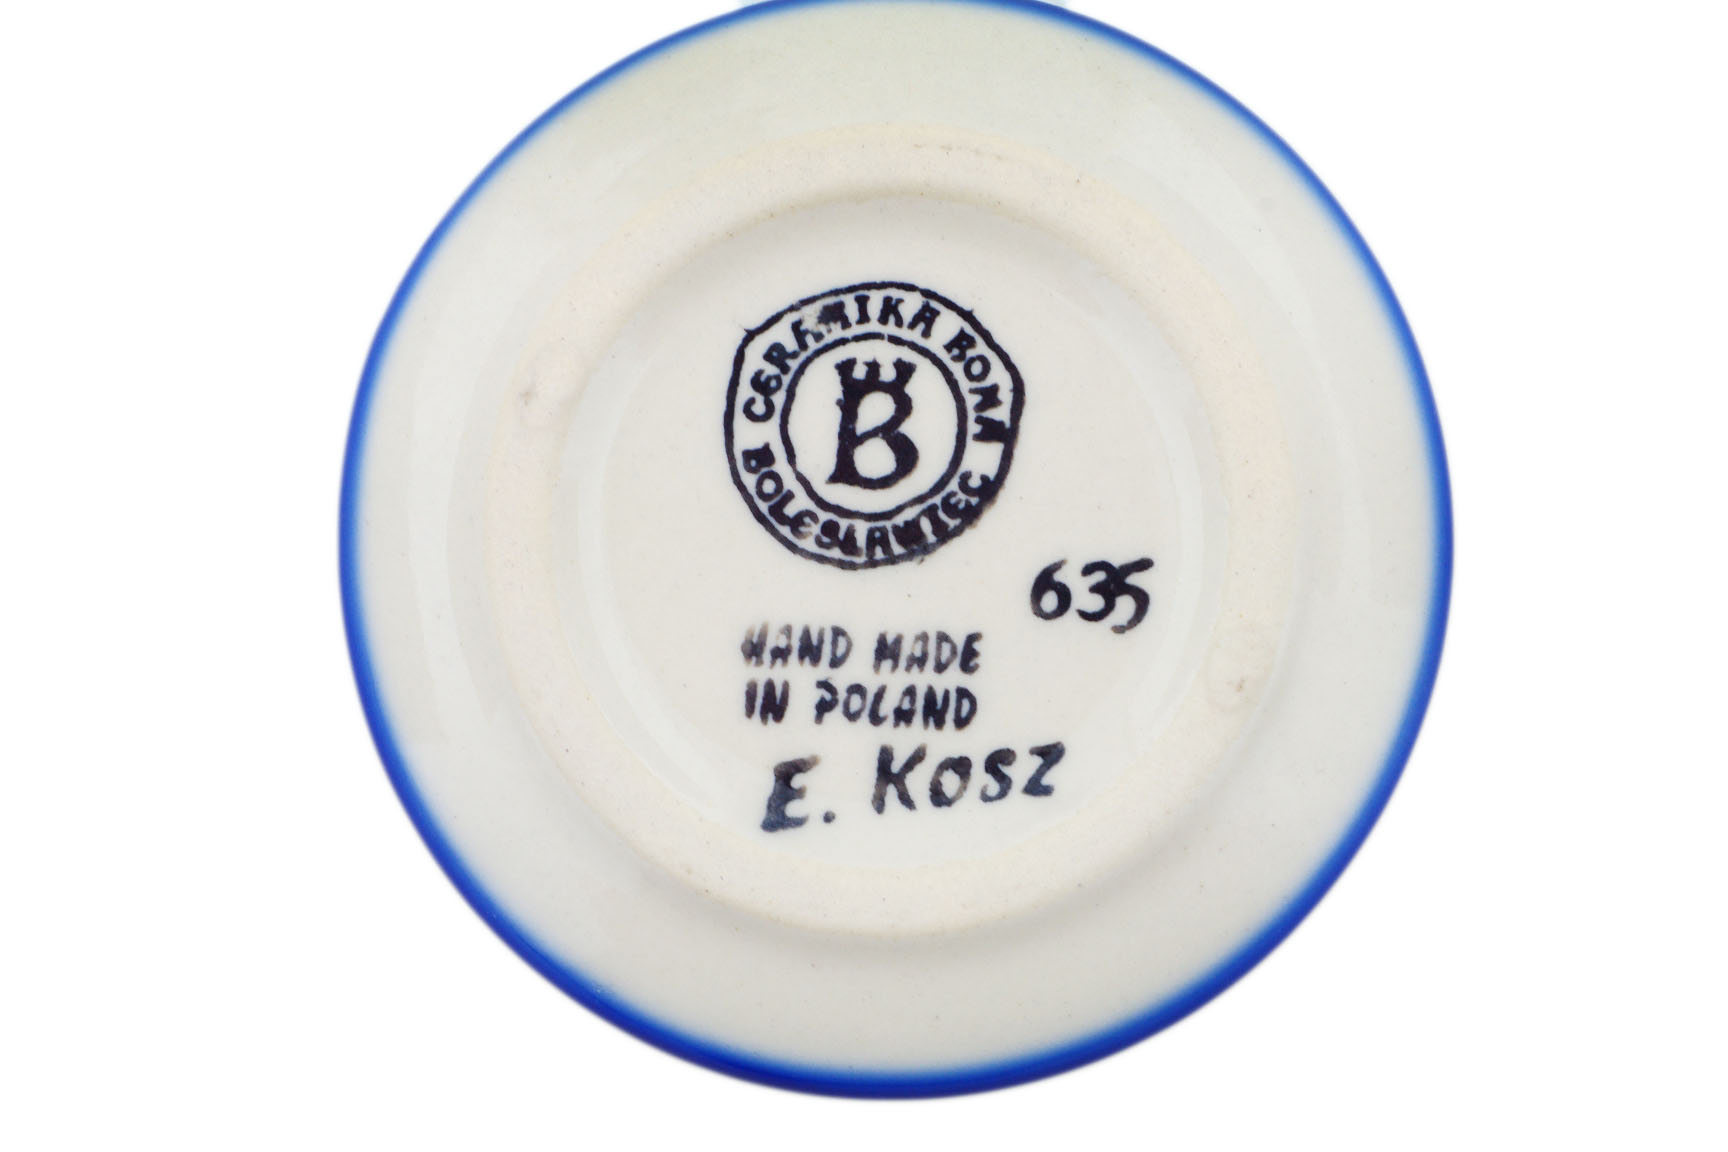 CERAMIKA BONA
BOLESŁAWIEC
B
635
HAND MADE
IN POLAND
E. KOSZ